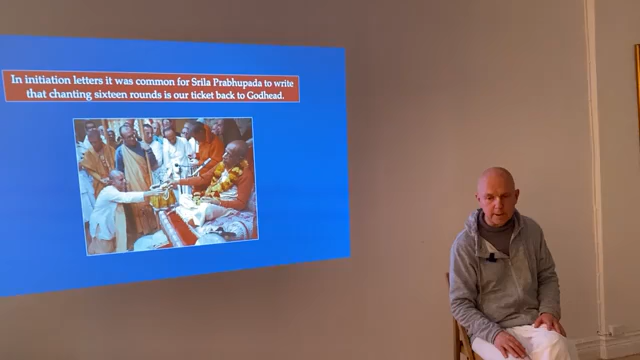 In initiation letters it was common for Srila Prabhupada to write
that chanting sixteen rounds is our ticket back to Godhead.